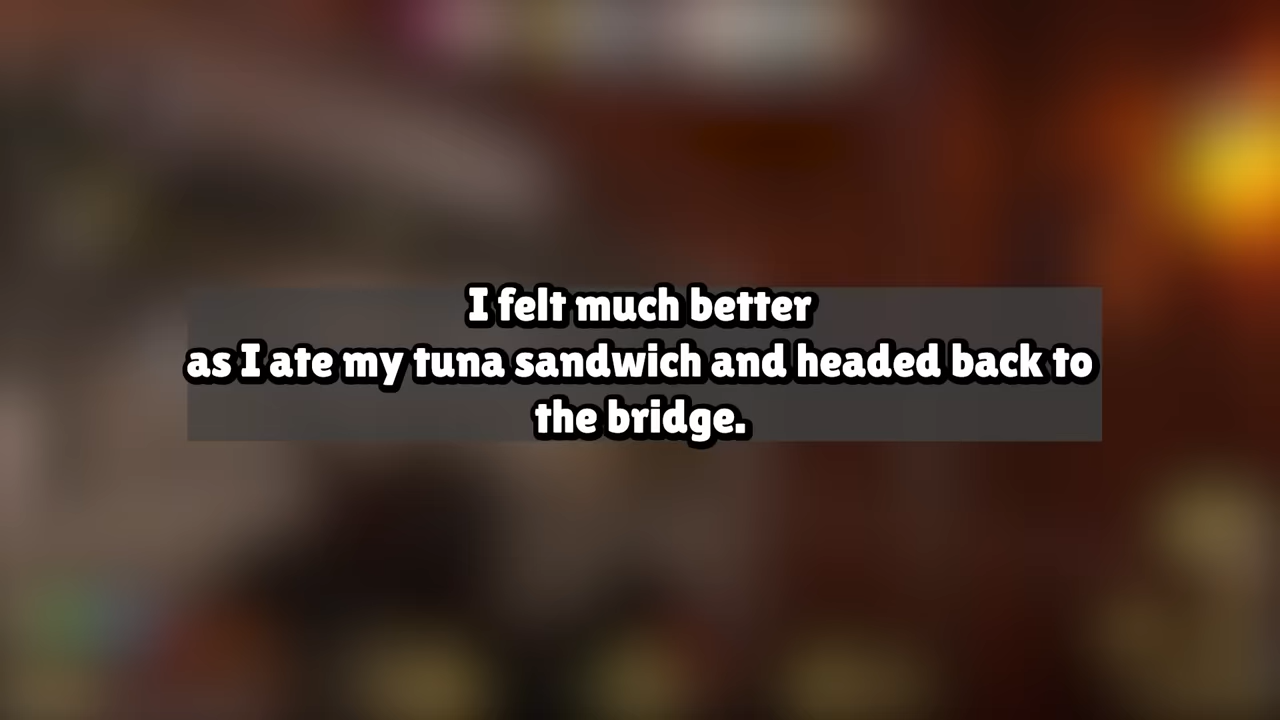 I felt much better
as I ate my tuna sandwich and headed back to
the bridge.